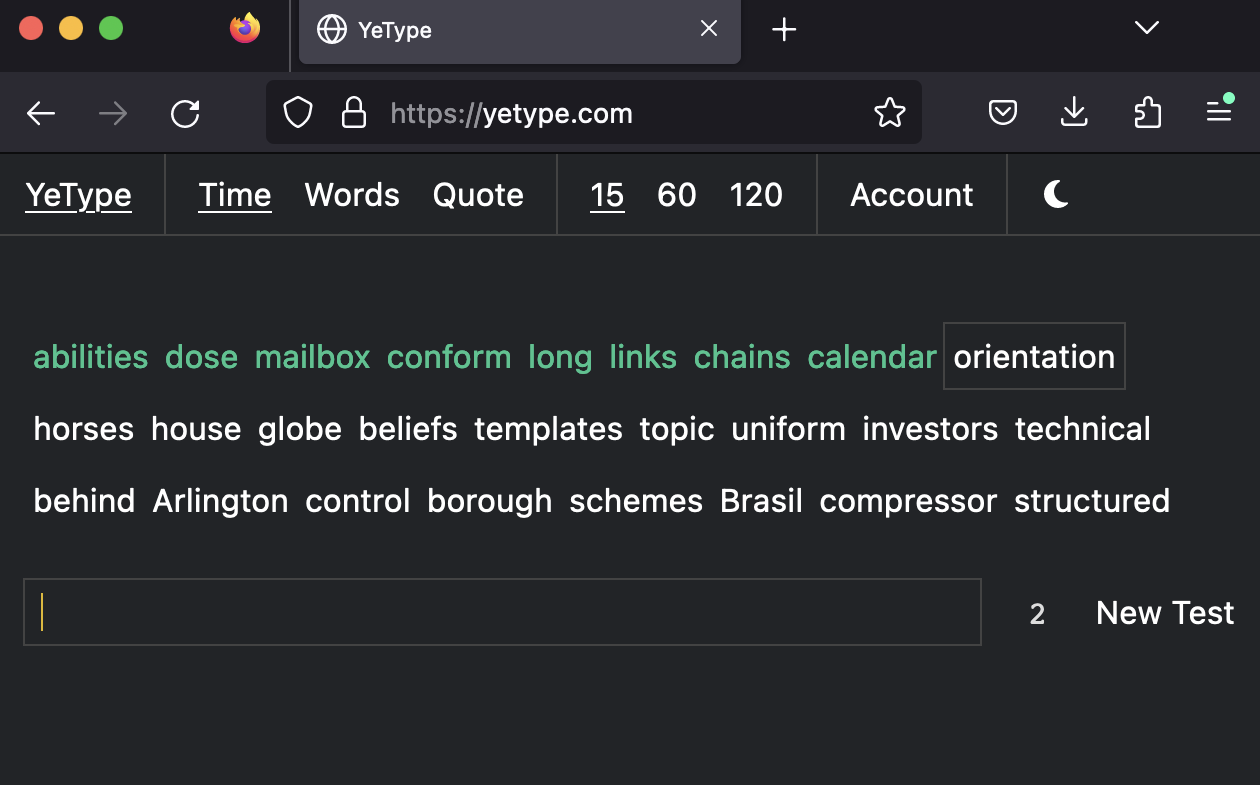 YeType
https://yetype.com
YeType Time Words Quote 15 60 120 Account
abilities dose mailbox conform long links chains calendar orientation
horses house globe beliefs templates topic uniform investors technical
behind Arlington control borough schemes Brasil compressor structured
2 New Test